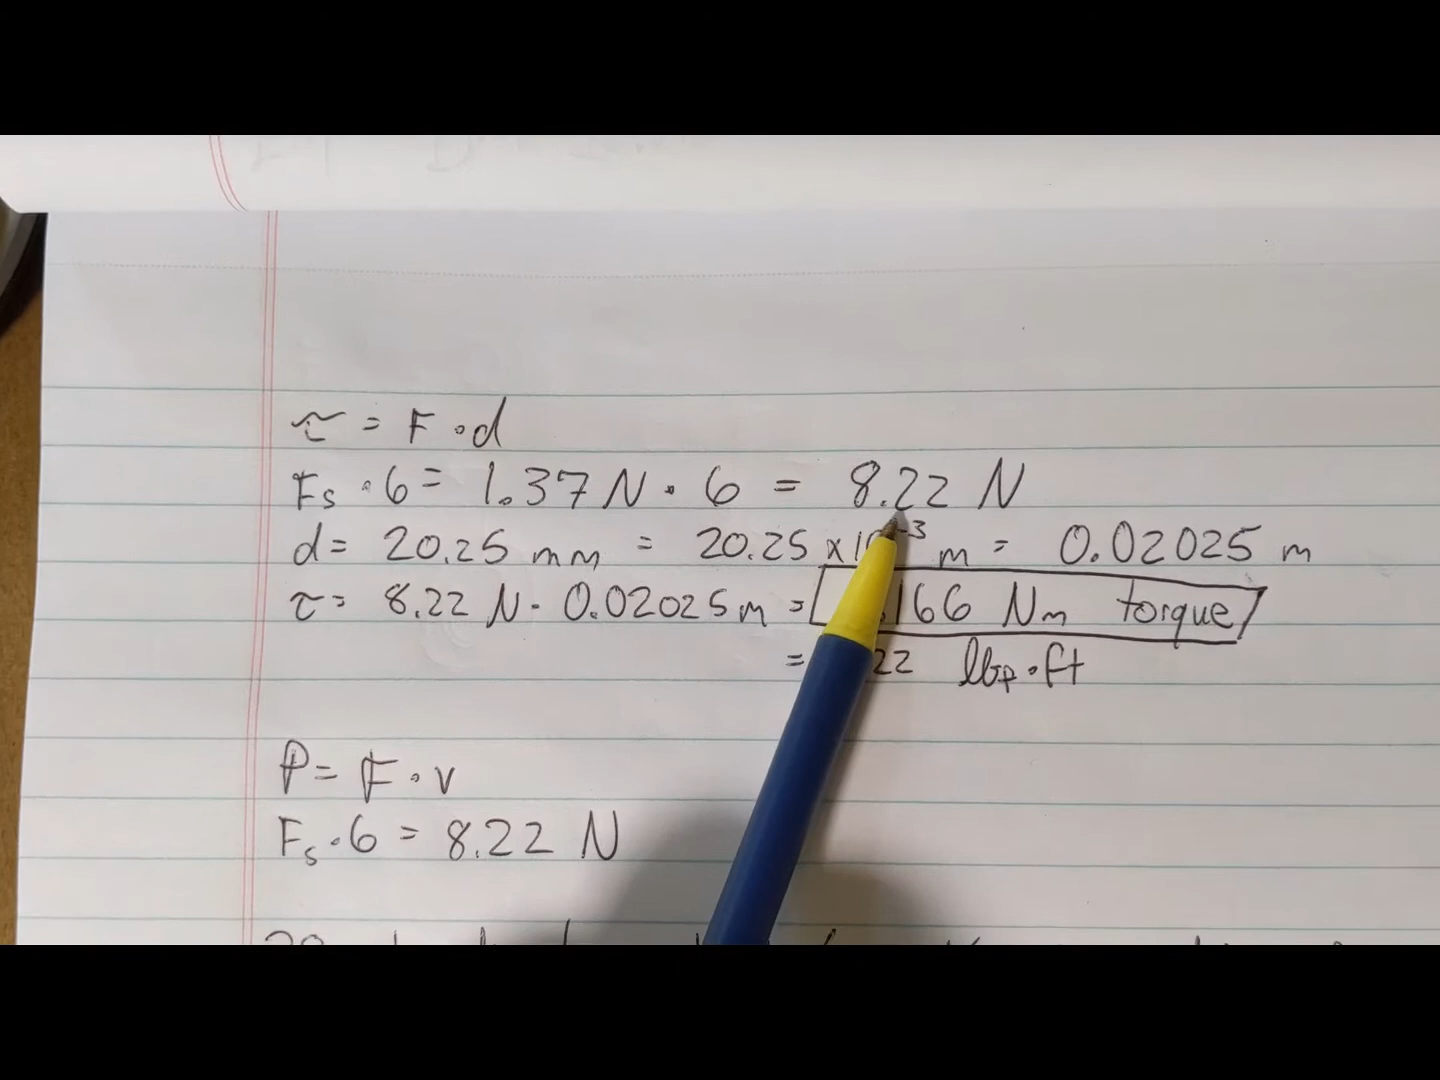 τ = F · d
Fs · 6 = 1.37 N · 6 = 8.22 N
d = 20.25 mm = 20.25 x10⁻³ m = 0.02025 m
τ = 8.22 N · 0.02025 m = .166 Nm torque
= 22 lbf · ft
P = F · v
Fs · 6 = 8.22 N